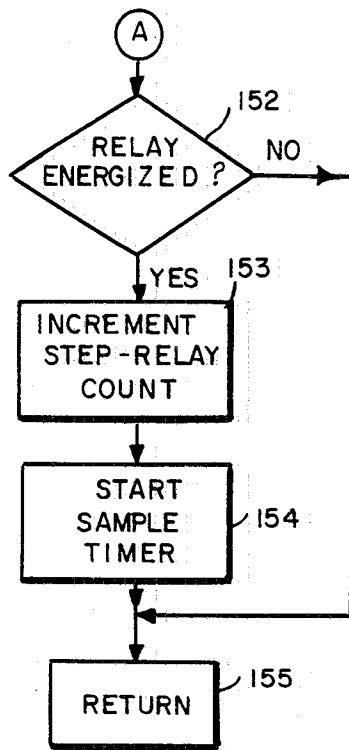 A
152
RELAY
ENERGIZED ?
NO
YES
153
INCREMENT
STEP-RELAY
COUNT
START
SAMPLE
TIMER
154
RETURN
155